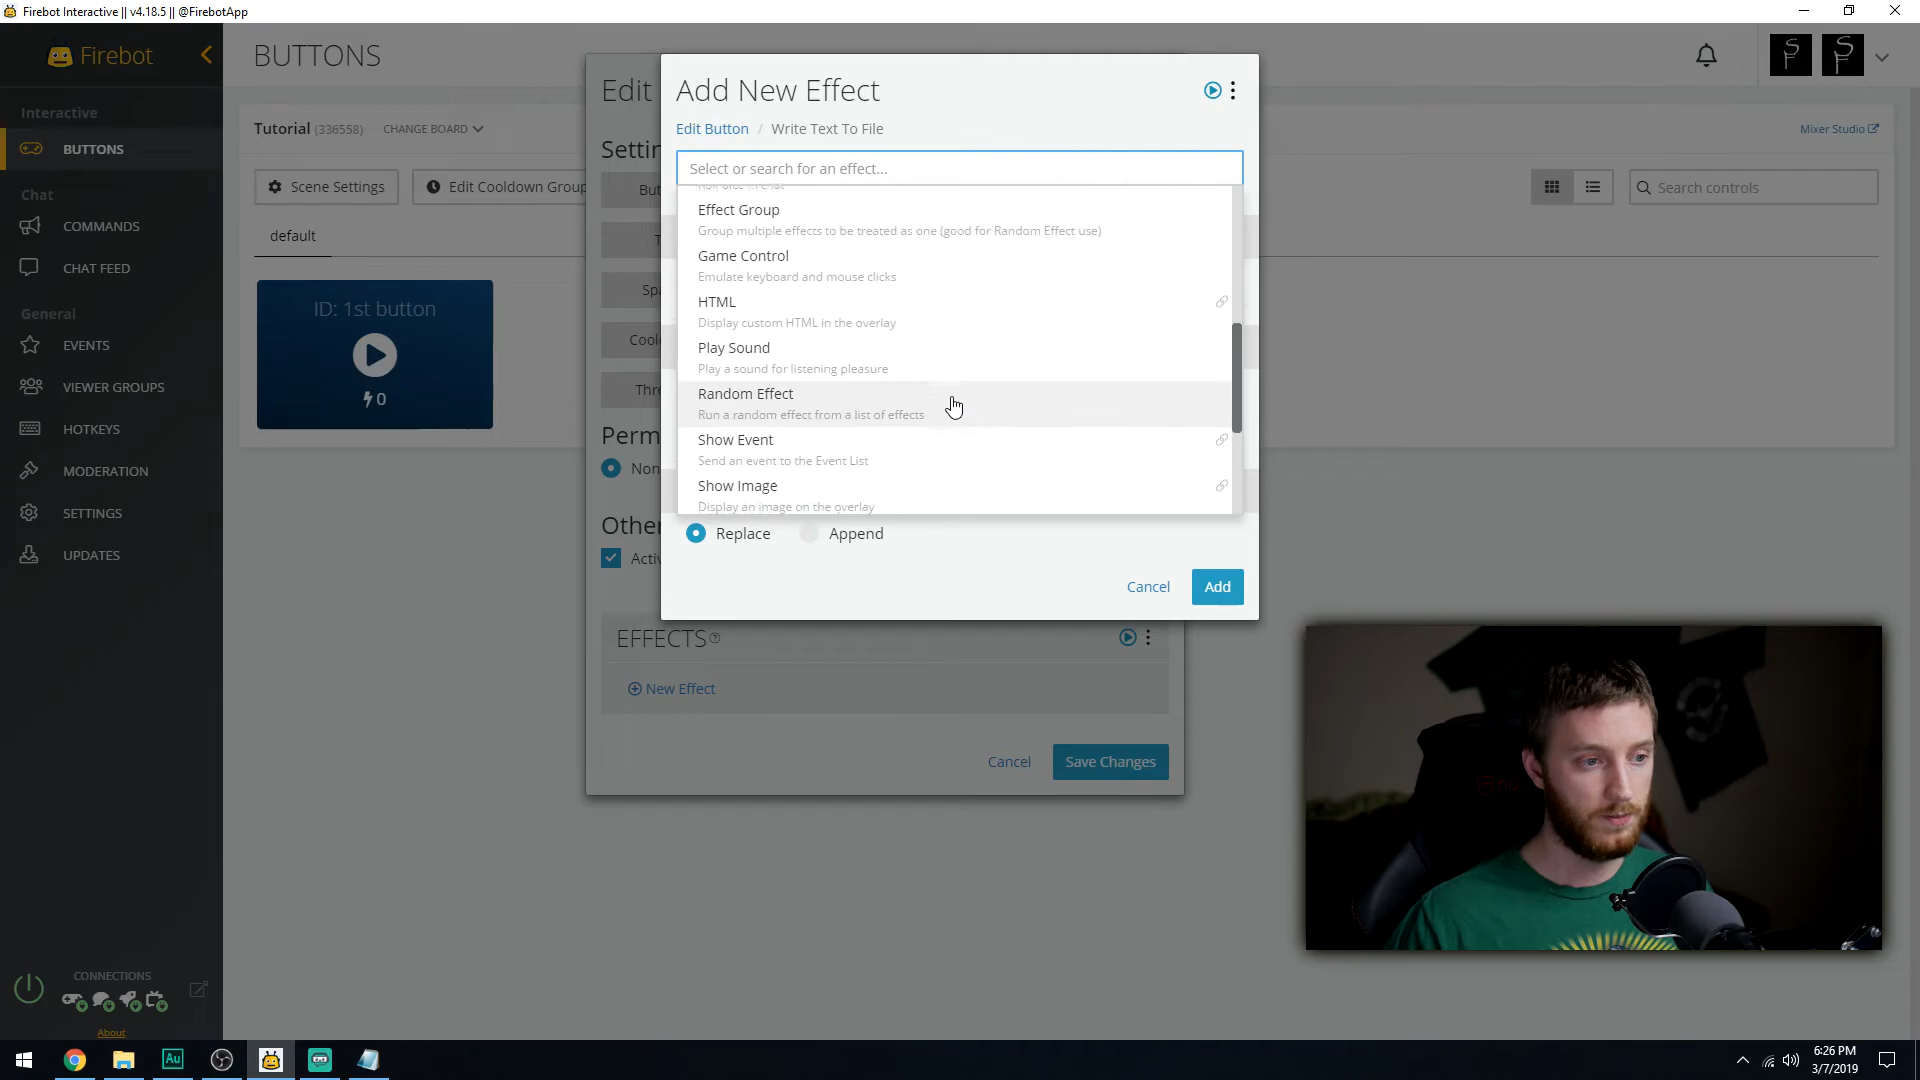 Firebot Interactive || v4.18.5 || @FirebotApp
Firebot
BUTTONS
Interactive
BUTTONS
Chat
COMMANDS
CHAT FEED
General
EVENTS
VIEWER GROUPS
HOTKEYS
MODERATION
SETTINGS
UPDATES
CONNECTIONS
About
Tutorial (336558) CHANGE BOARD
Mixer Studio
Scene Settings
Edit Cooldown Group
Search controls
default
ID: 1st button
0
Edit
Settin
But
T
Spa
Cool
Thre
Perm
Non
Other
Activ
EFFECTS
New Effect
Cancel
Save Changes
Add New Effect
Edit Button / Write Text To File
Select or search for an effect...
Effect Group
Group multiple effects to be treated as one (good for Random Effect use)
Game Control
Emulate keyboard and mouse clicks
HTML
Display custom HTML in the overlay
Play Sound
Play a sound for listening pleasure
Random Effect
Run a random effect from a list of effects
Show Event
Send an event to the Event List
Show Image
Display an image on the overlay
Replace
Append
Cancel
Add
Au
6:26 PM
3/7/2019